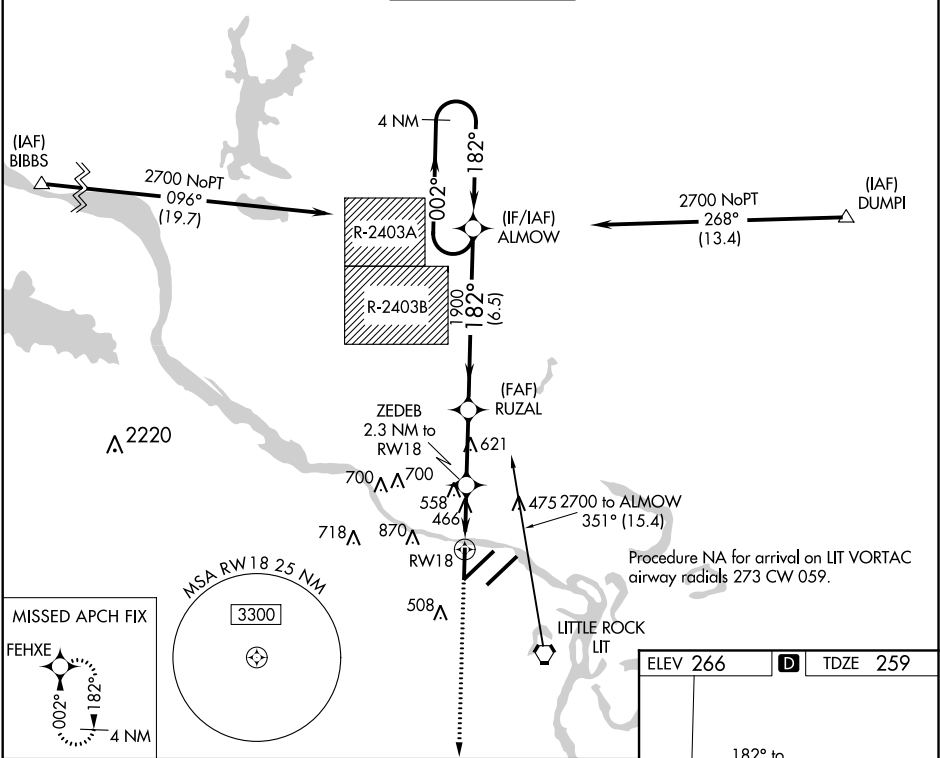 4 NM
182°
002°
(IAF)
BIBBS
2700 NoPT
096°
(19.7)
R-2403A
(IF/IAF)
ALMOW
2700 NoPT
268°
(13.4)
(IAF)
DUMPI
R-2403B
1900
182°
(6.5)
(FAF)
RUZAL
ZEDEB
2.3 NM to
RW18
2220
621
700
700
558
466
475
2700 to ALMOW
351° (15.4)
718
870
RW18
Procedure NA for arrival on LIT VORTAC
airway radials 273 CW 059.
MSA RW18 25 NM
3300
508
LITTLE ROCK
LIT
MISSED APCH FIX
FEHXE
002°
182°
4 NM
ELEV 266
D
TDZE 259
182° to